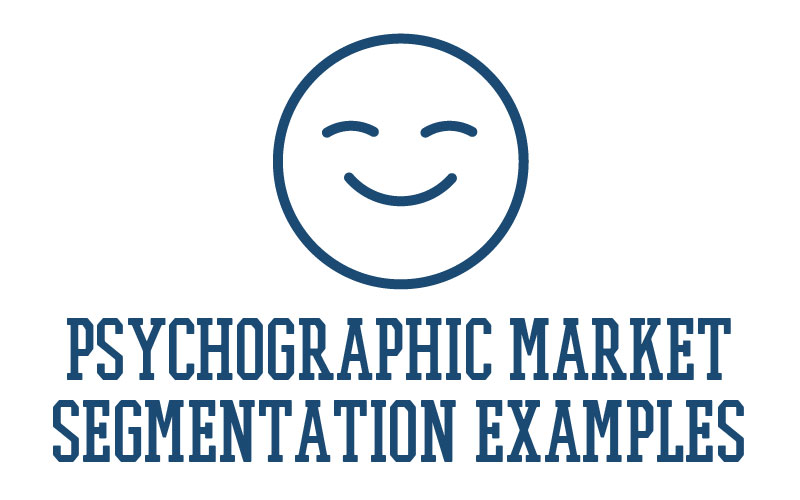 PSYCHOGRAPHIC MARKET
SEGMENTATION EXAMPLES